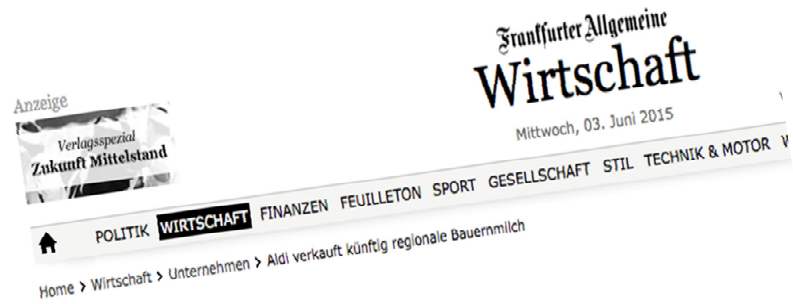 Frankfurter Allgemeine
Wirtschaft
Mittwoch, 03. Juni 2015
Anzeige
Verlagsspezial
Zukunft Mittelstand
POLITIK WIRTSCHAFT FINANZEN FEUILLETON SPORT GESELLSCHAFT STIL TECHNIK & MOTOR
Home > Wirtschaft > Unternehmen > Aldi verkauft künftig regionale Bauernmilch